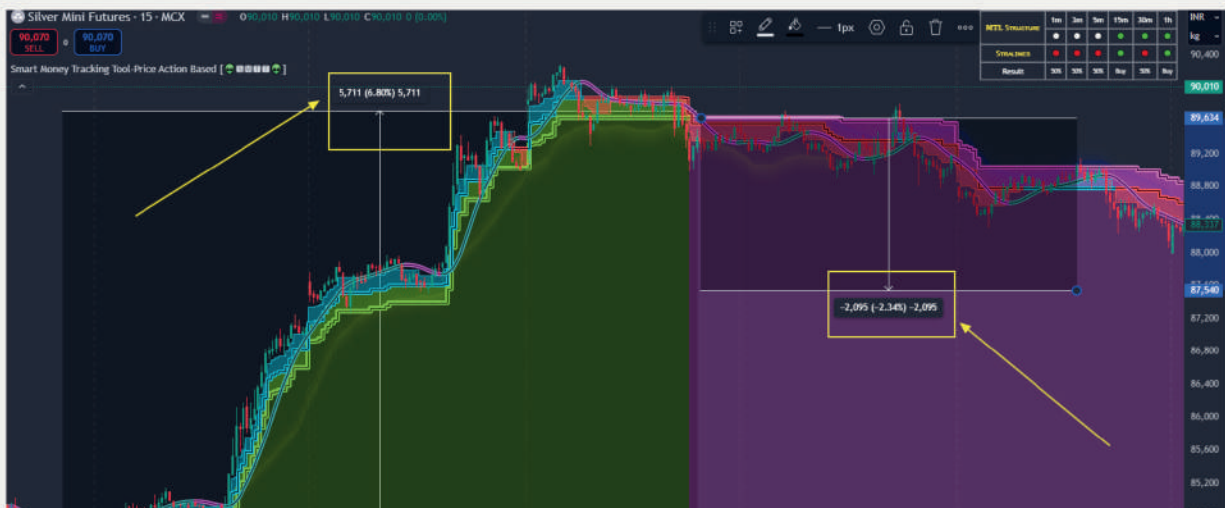 Silver Mini Futures · 15 · MCX
O90,010 H90,010 L90,010 C90,010 0 (0.00%)
90,070
SELL
0
90,070
BUY
Smart Money Tracking Tool-Price Action Based [
]
1px
MTL Structure 1m 3m 5m 15m 30m 1h
Stralines
Result 50% 50% 50% Buy 50% Buy
5,711 (6.80%) 5,711
−2,095 (−2.34%) −2,095
INR
kg
90,400
90,010
89,634
89,200
88,800
88,337
88,000
87,540
87,200
86,800
86,400
86,000
85,600
85,200